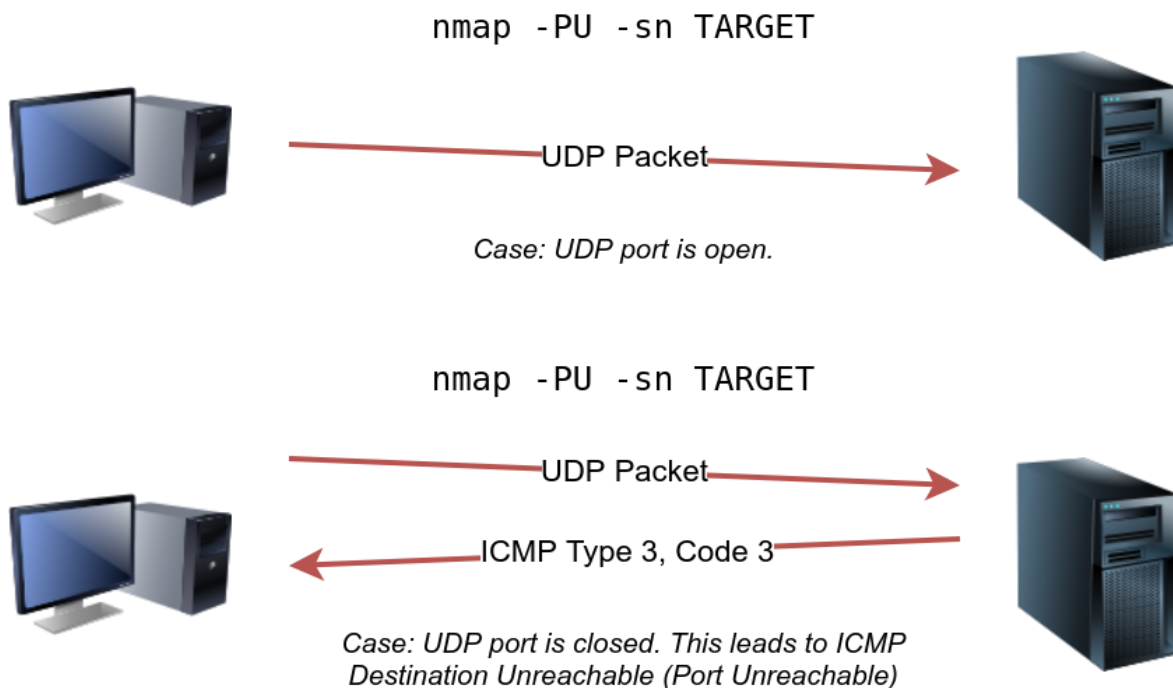 nmap -PU -sn TARGET
UDP Packet
Case: UDP port is open.
nmap -PU -sn TARGET
UDP Packet
ICMP Type 3, Code 3
Case: UDP port is closed. This leads to ICMP
Destination Unreachable (Port Unreachable)